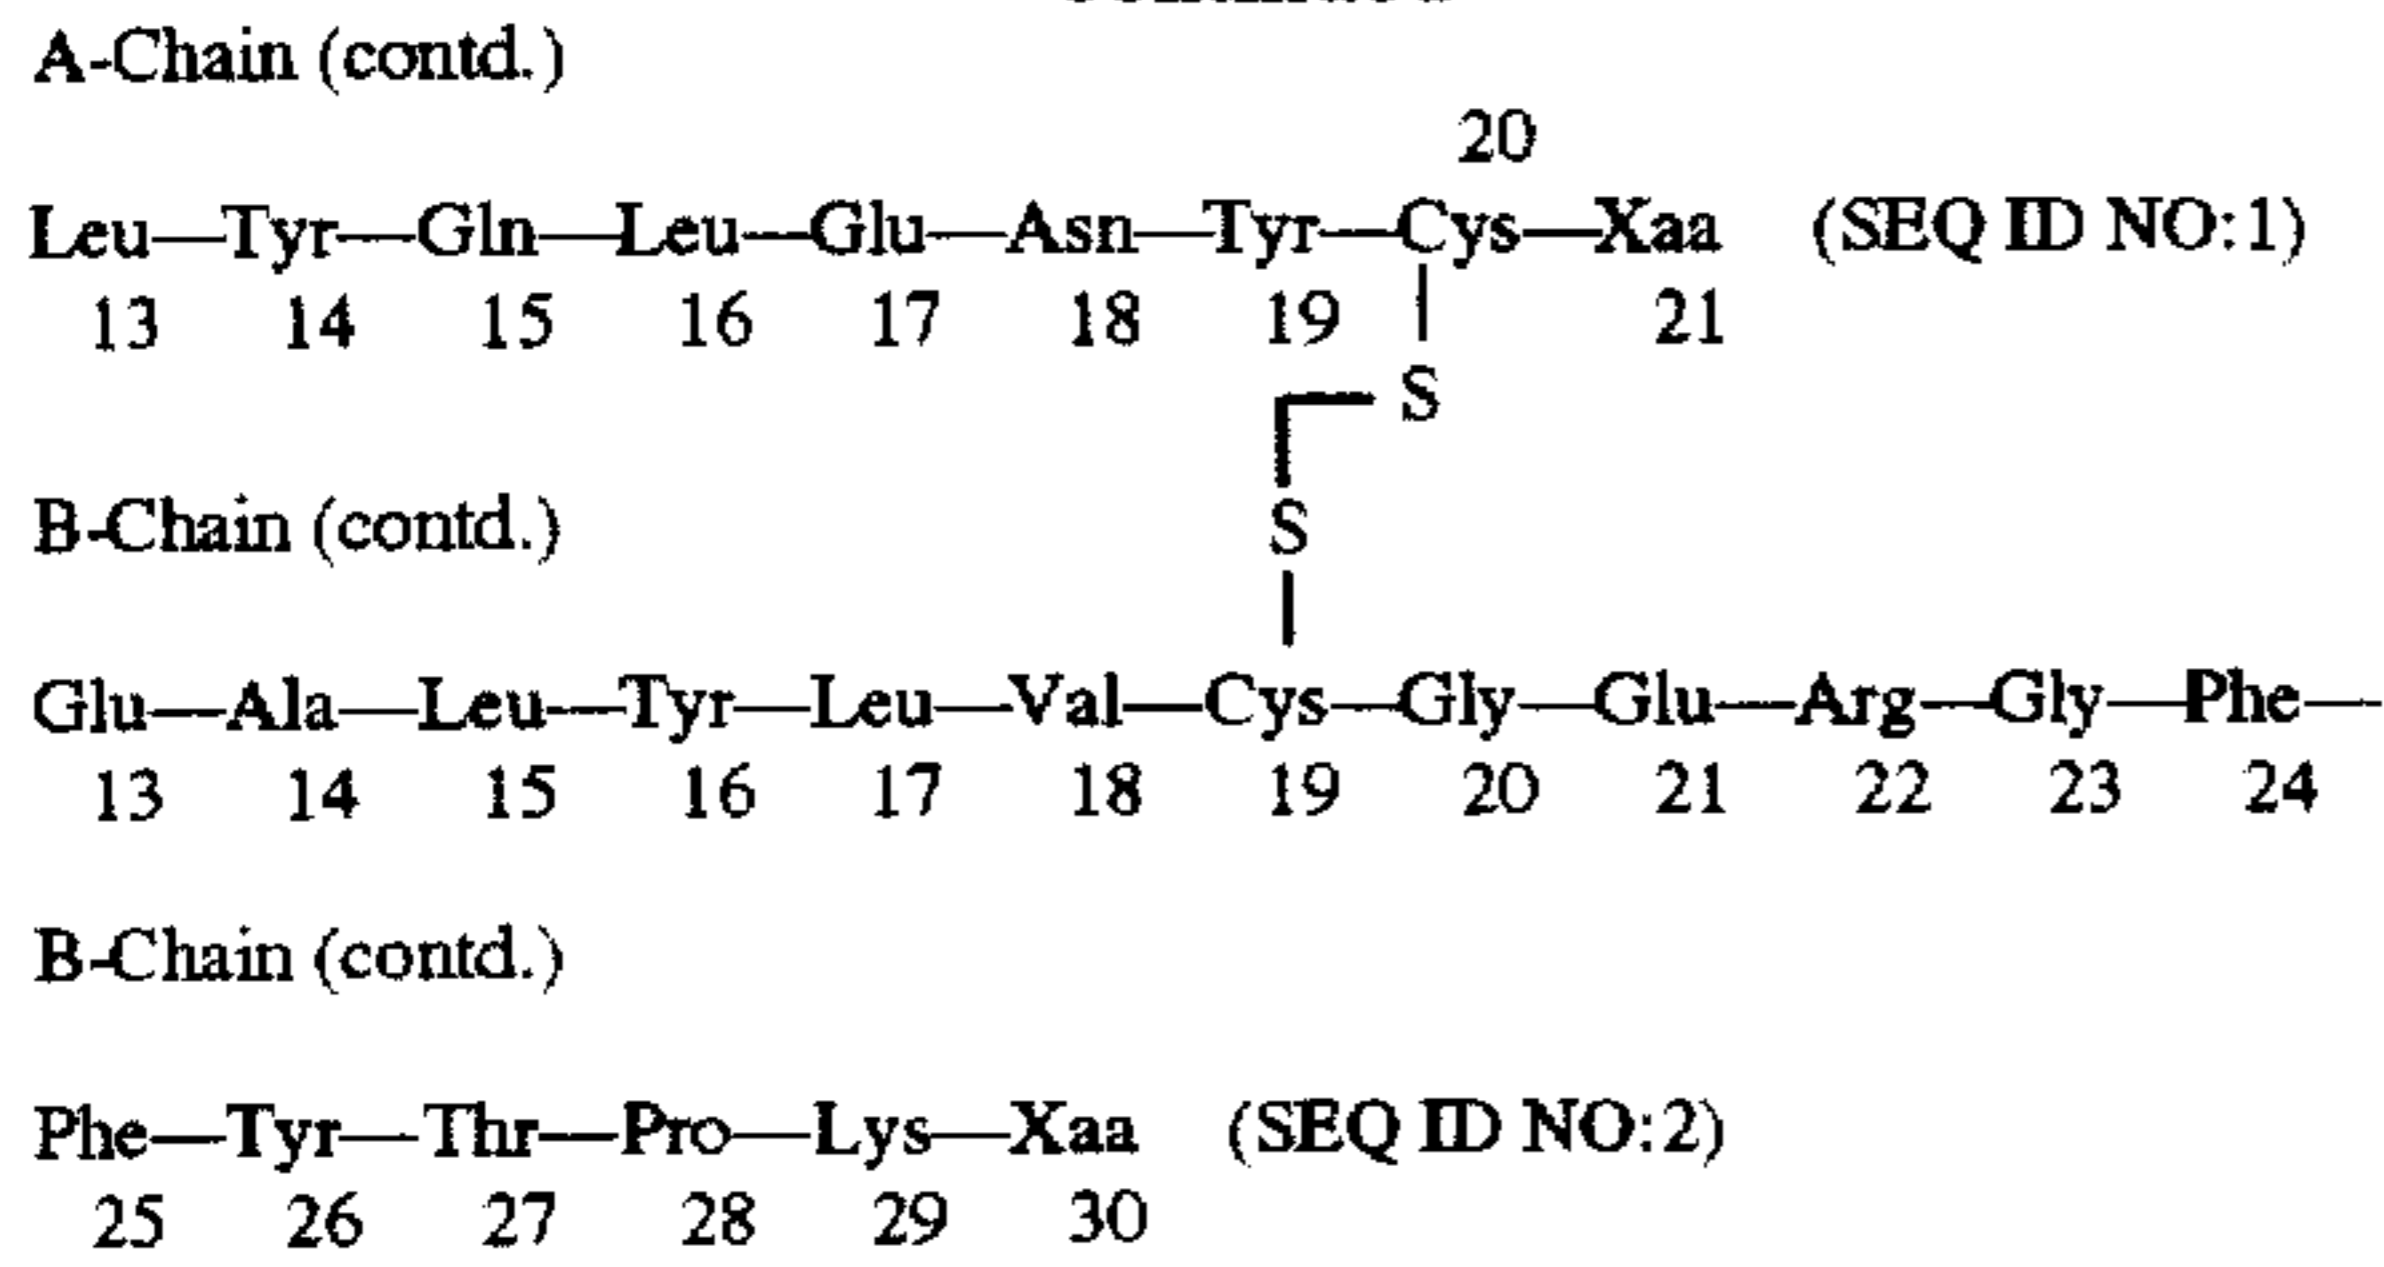 A-Chain (contd.)
20
Leu—Tyr—Gln—Leu—Glu—Asn—Tyr—Cys—Xaa (SEQ ID NO:1)
13 14 15 16 17 18 19 21
S
B-Chain (contd.)
S
Glu—Ala—Leu—Tyr—Leu—Val—Cys—Gly—Glu—Arg—Gly—Phe—
13 14 15 16 17 18 19 20 21 22 23 24
B-Chain (contd.)
Phe—Tyr—Thr—Pro—Lys—Xaa (SEQ ID NO:2)
25 26 27 28 29 30